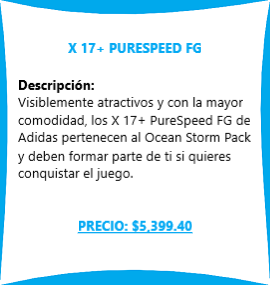 X 17+ PURESPEED FG
Descripción:
Visiblemente atractivos y con la mayor
comodidad, los X 17+ PureSpeed FG de
Adidas pertenecen al Ocean Storm Pack
y deben formar parte de ti si quieres
conquistar el juego.
PRECIO: $5,399.40